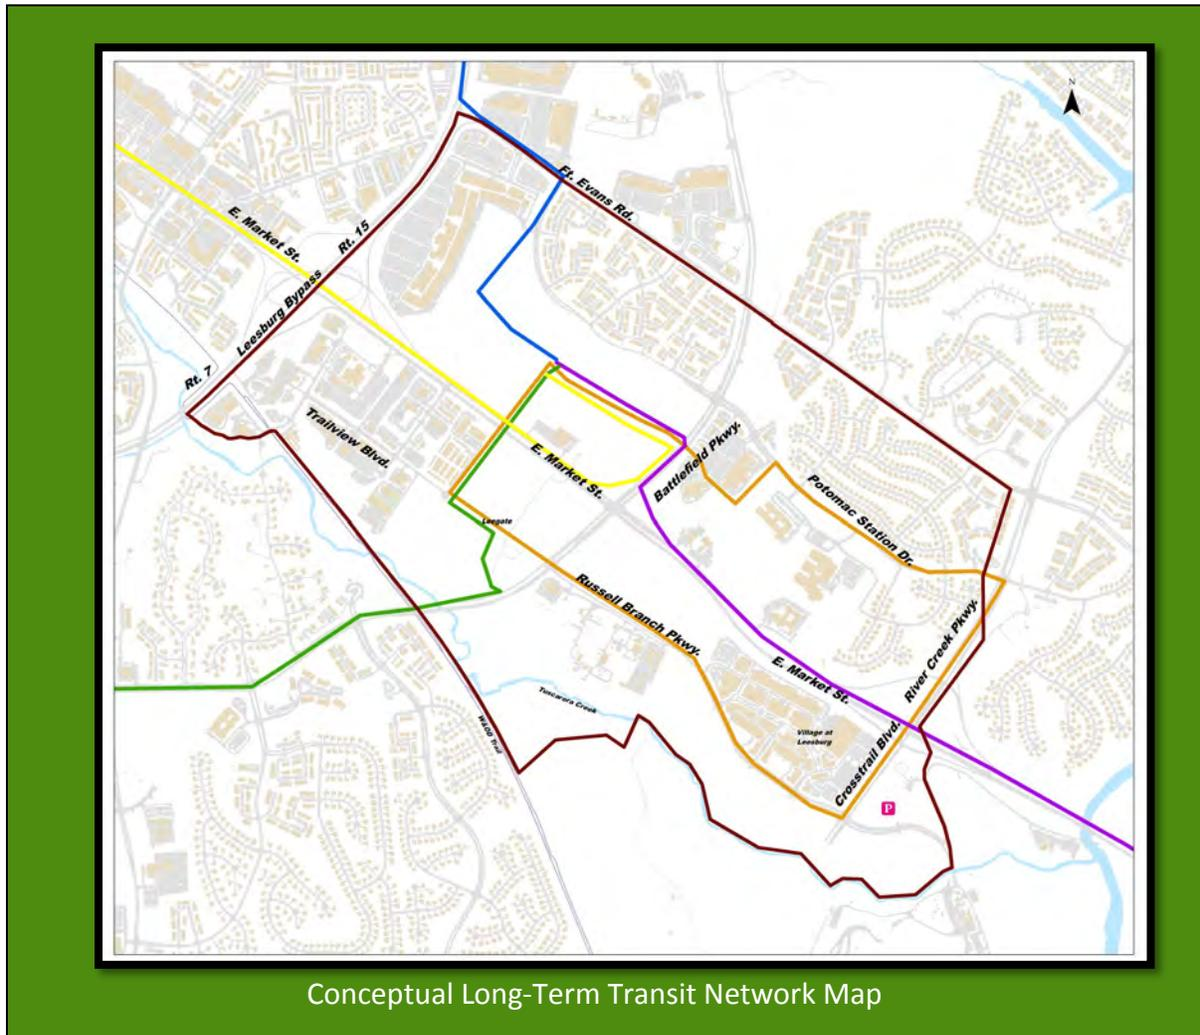 N
Ft. Evans Rd.
E. Market St.
Rt. 15
Leesburg Bypass
Rt. 7
Trailview Blvd.
E. Market St.
Battlefield Pkwy.
Potomac Station Dr.
Leegate
Russell Branch Pkwy.
River Creek Pkwy.
E. Market St.
Tuscarora Creek
W&OD Trail
Village at
Leesburg
Crosstrail Blvd.
P
Conceptual Long-Term Transit Network Map